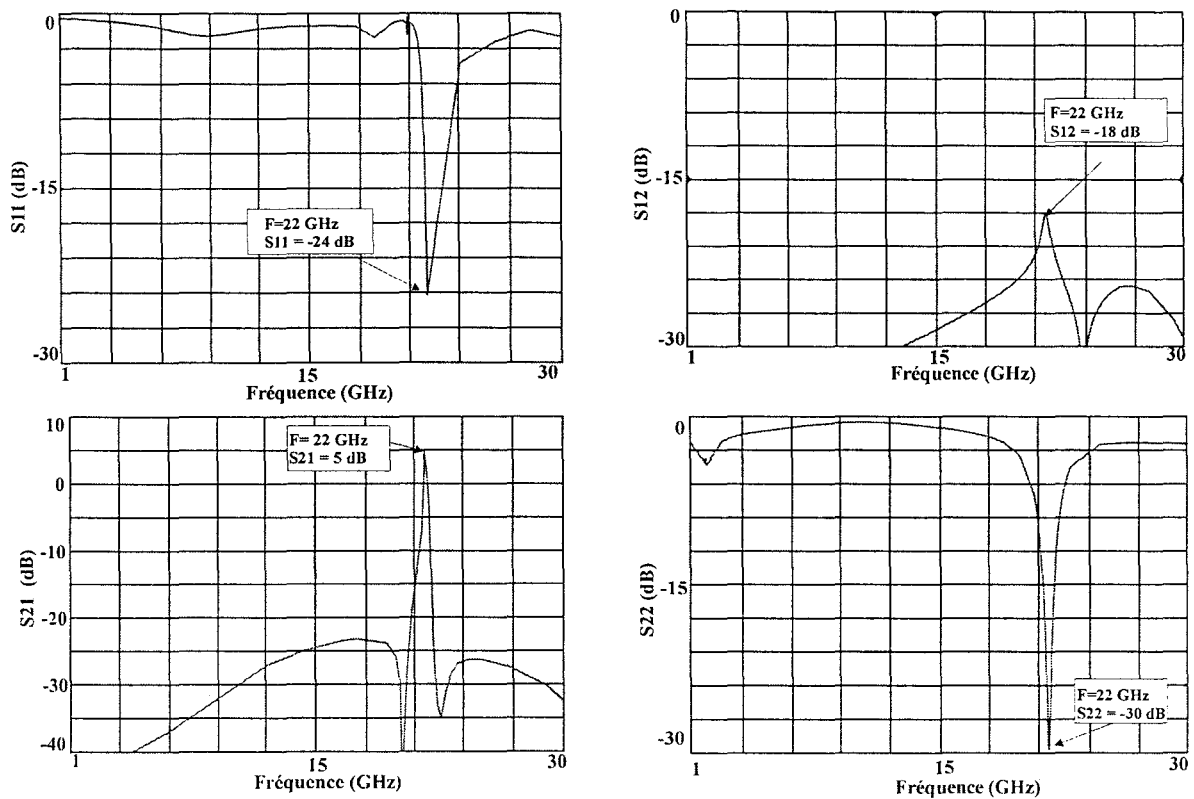 0
S11 (dB)
-15
F=22 GHz
S11 = -24 dB
-30
1
15
30
Fréquence (GHz)
0
S12 (dB)
F=22 GHz
S12 = -18 dB
-15
-30
1
15
30
Fréquence (GHz)
10
F= 22 GHz
S21 = 5 dB
0
-10
S21 (dB)
-20
-30
-40
1
15
30
Fréquence (GHz)
0
S22 (dB)
-15
F=22 GHz
S22 = -30 dB
-30
1
15
30
Fréquence (GHz)